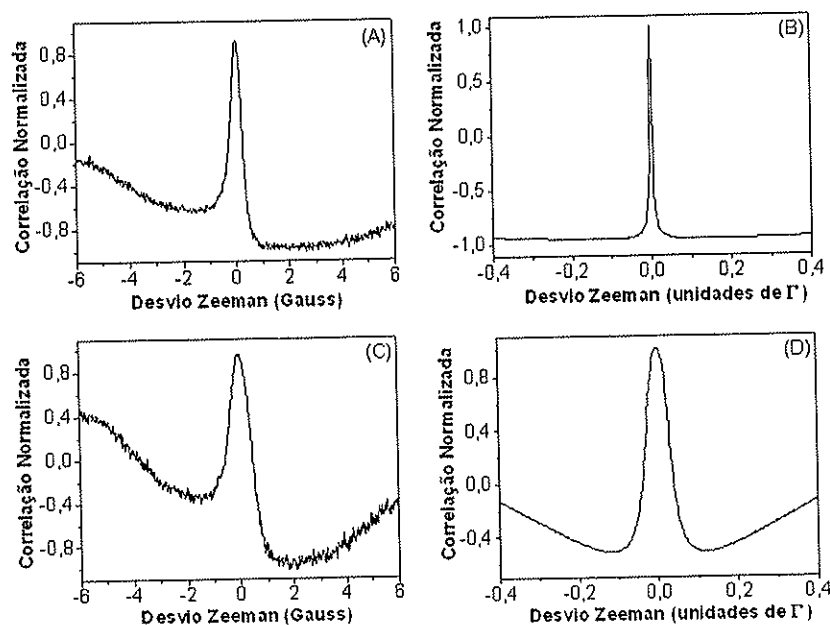 (A)
Correlação Normalizada
0,8
0,4
0,0
-0,4
-0,8
-6 -4 -2 0 2 4 6
Desvio Zeeman (Gauss)
(B)
Correlação Normalizada
1,0
0,5
0,0
-0,5
-1,0
-0,4 -0,2 0,0 0,2 0,4
Desvio Zeeman (unidades de Γ)
(C)
Correlação Normalizada
0,8
0,4
0,0
-0,4
-0,8
-6 -4 -2 0 2 4 6
Desvio Zeeman (Gauss)
(D)
Correlação Normalizada
0,8
0,4
0,0
-0,4
-0,4 -0,2 0,0 0,2 0,4
Desvio Zeeman (unidades de Γ)